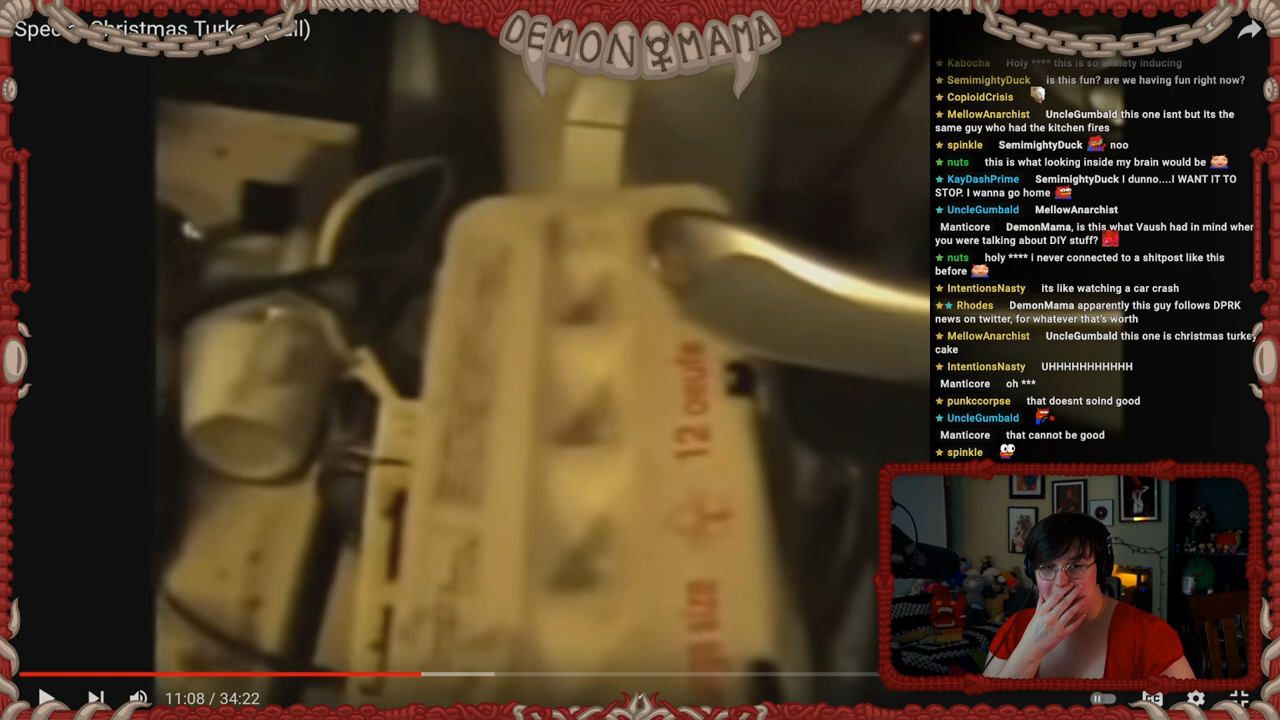 DEMON MAMA
Christmas
Kabocha Holy **** this is so anxiety inducing
SemimightyDuck is this fun? are we having fun right now?
CopioidCrisis
MellowAnarchist UncleGumbald this one isnt but its the
same guy who had the kitchen fires
spinkle SemimightyDuck noo
nuts this is what looking inside my brain would be
KayDashPrime SemimightyDuck I dunno....I WANT IT TO
STOP. I wanna go home
UncleGumbald MellowAnarchist
Manticore DemonMama, is this what Vaush had in mind when
you were talking about DIY stuff?
nuts holy **** i never connected to a shitpost like this
before
IntentionsNasty its like watching a car crash
Rhodes DemonMama apparently this guy follows DPRK
news on twitter, for whatever that's worth
MellowAnarchist UncleGumbald this one is christmas turkey
cake
IntentionsNasty UHHHHHHHHHHH
Manticore oh ***
punkccorpse that doesnt soind good
UncleGumbald
Manticore that cannot be good
spinkle
12
11:08 / 34:22
CC